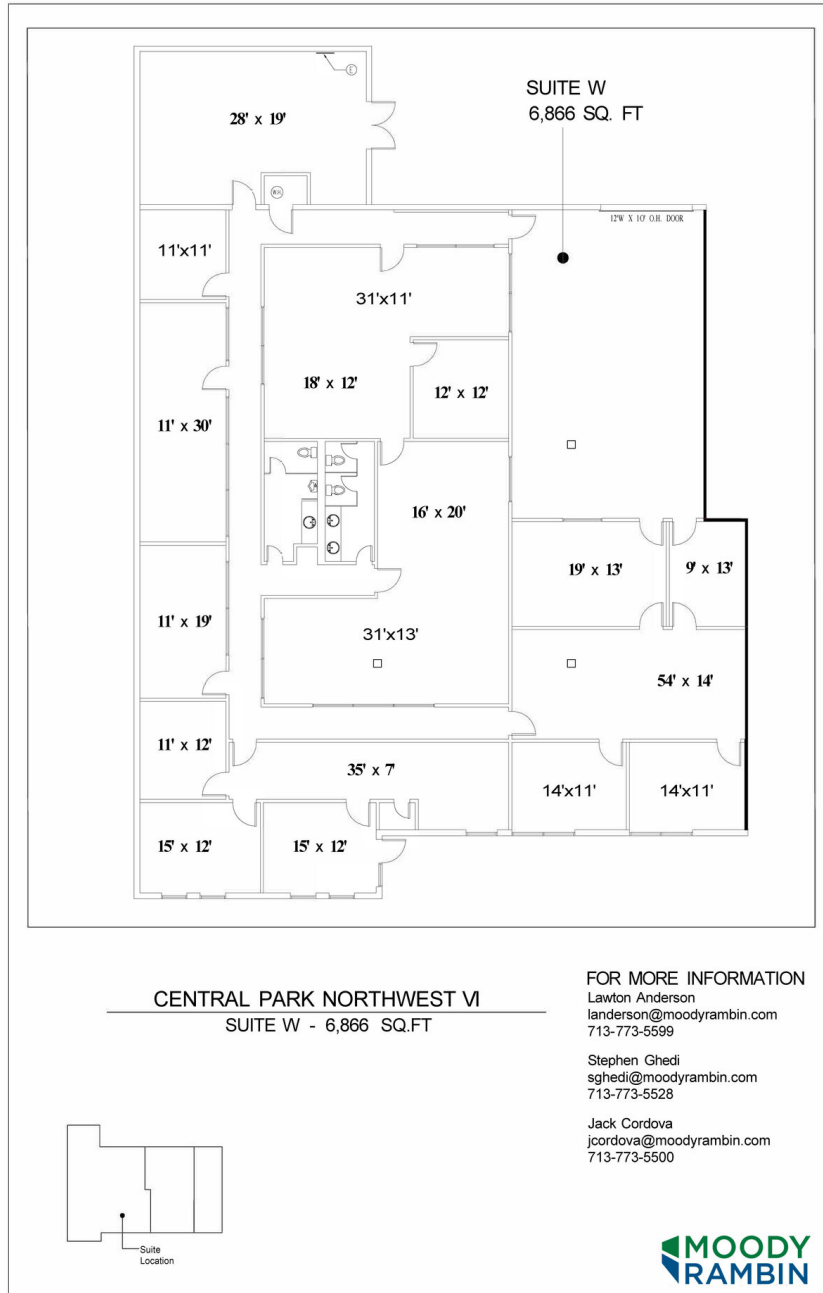 SUITE W
6,866 SQ. FT
E
28' x 19'
W.H.
12'W X 10' O.H. DOOR
11'x11'
31'x11'
18' x 12'
12' x 12'
11' x 30'
16' x 20'
19' x 13'
9' x 13'
11' x 19'
31'x13'
54' x 14'
11' x 12'
35' x 7'
14'x11'
14'x11'
15' x 12'
15' x 12'
CENTRAL PARK NORTHWEST VI
SUITE W - 6,866 SQ.FT
FOR MORE INFORMATION
Lawton Anderson
landerson@moodyrambin.com
713-773-5599
Stephen Ghedi
sghedi@moodyrambin.com
713-773-5528
Jack Cordova
jcordova@moodyrambin.com
713-773-5500
Suite
Location
MOODY
RAMBIN